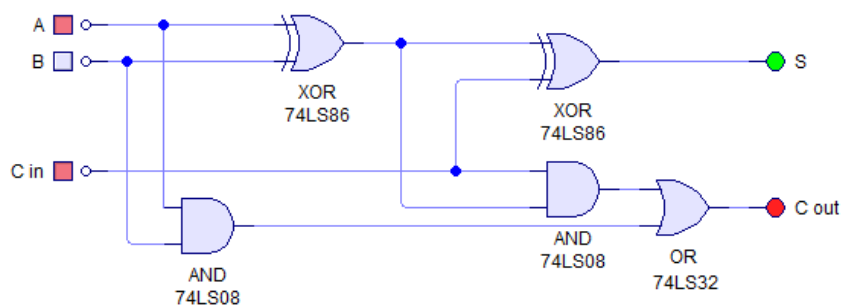 A
B
XOR
74LS86
XOR
74LS86
S
C in
AND
74LS08
AND
74LS08
OR
74LS32
C out